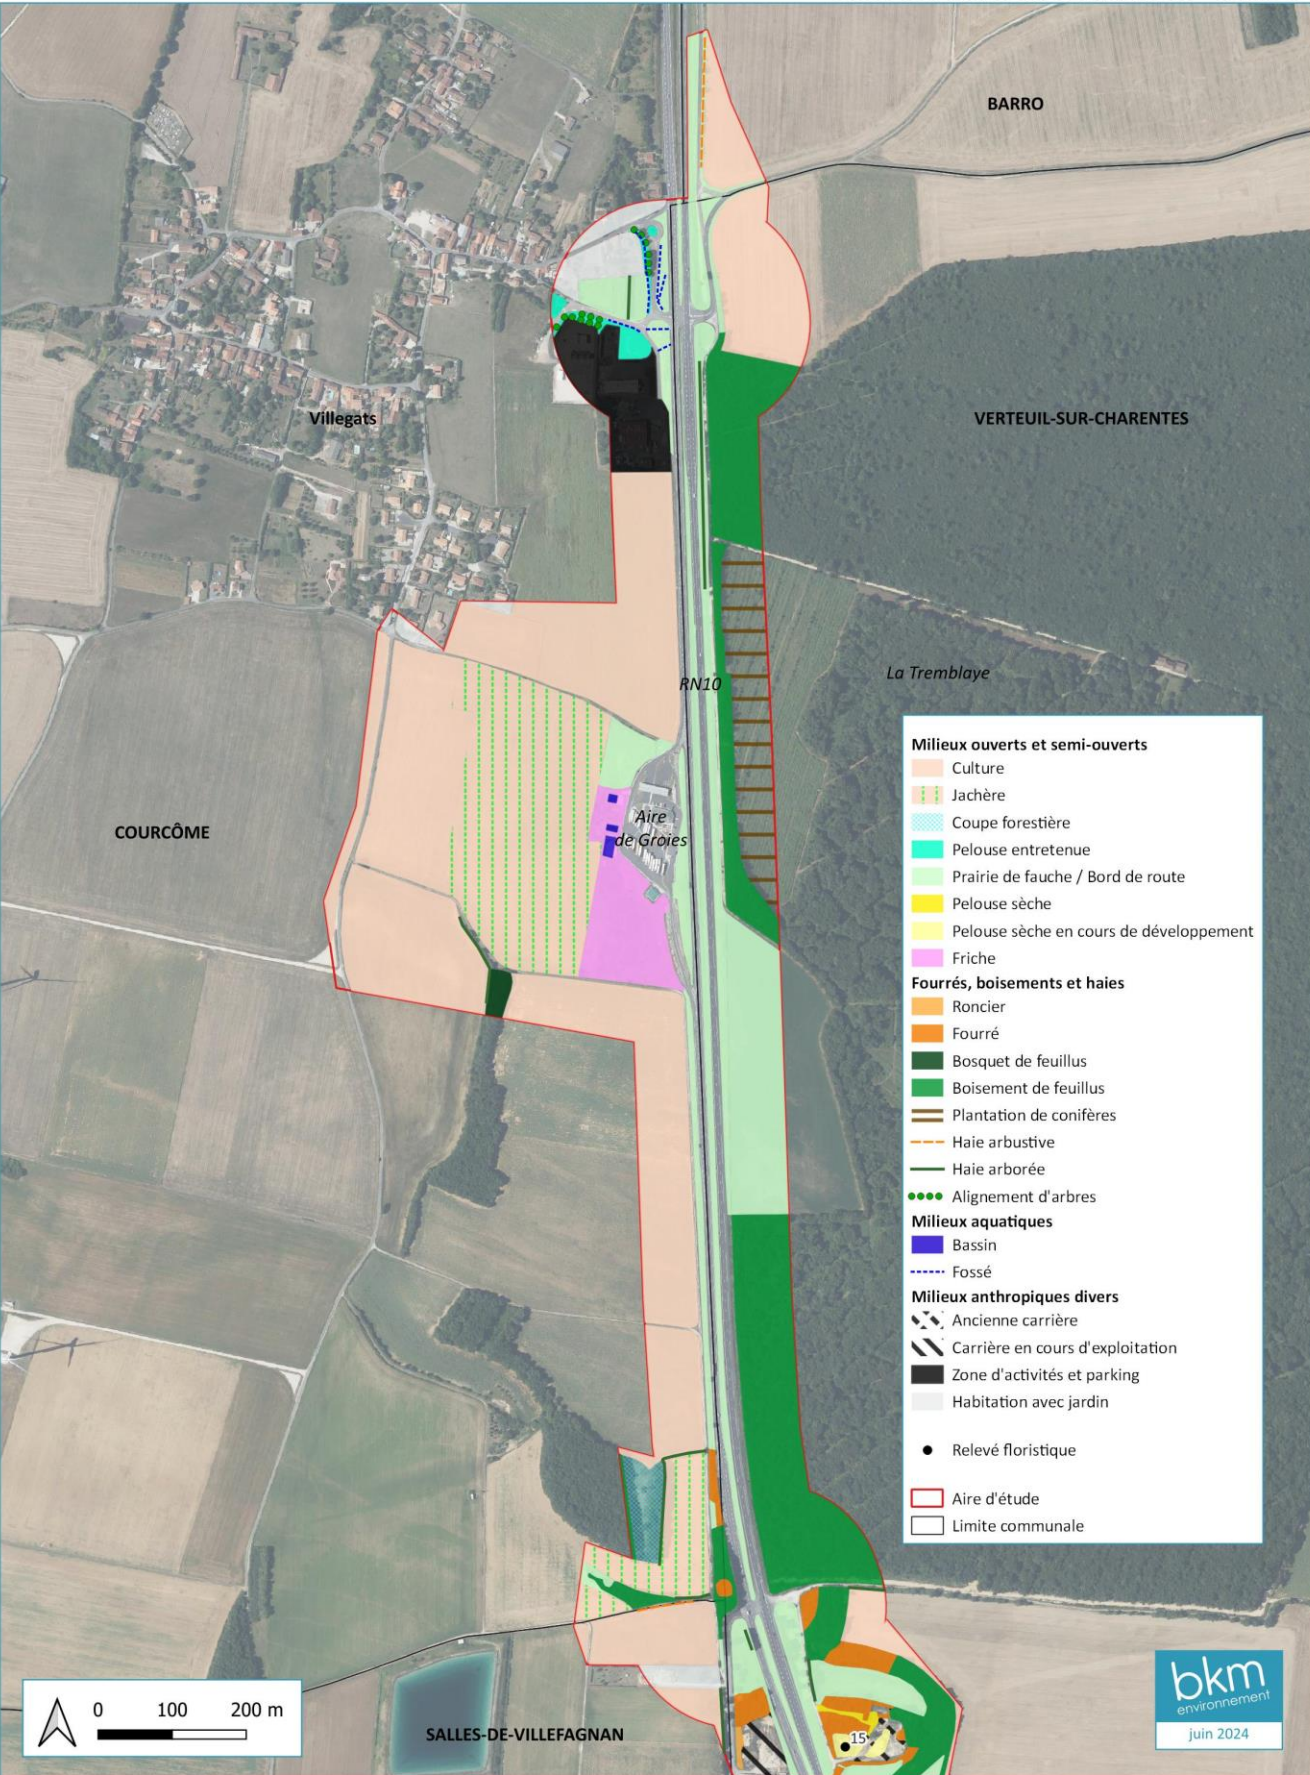 BARRO
Villegats
VERTEUIL-SUR-CHARENTES
RN10
La Tremblaye
COURCÔME
Aire
de Groies
Milieux ouverts et semi-ouverts
Culture
Jachère
Coupe forestière
Pelouse entretenue
Prairie de fauche / Bord de route
Pelouse sèche
Pelouse sèche en cours de développement
Friche
Fourrés, boisements et haies
Roncier
Fourré
Bosquet de feuillus
Boisement de feuillus
Plantation de conifères
Haie arbustive
Haie arborée
Alignement d'arbres
Milieux aquatiques
Bassin
Fossé
Milieux anthropiques divers
Ancienne carrière
Carrière en cours d'exploitation
Zone d'activités et parking
Habitation avec jardin
Relevé floristique
Aire d'étude
Limite communale
0 100 200 m
SALLES-DE-VILLEFAGNAN
15
bkm
environnement
juin 2024